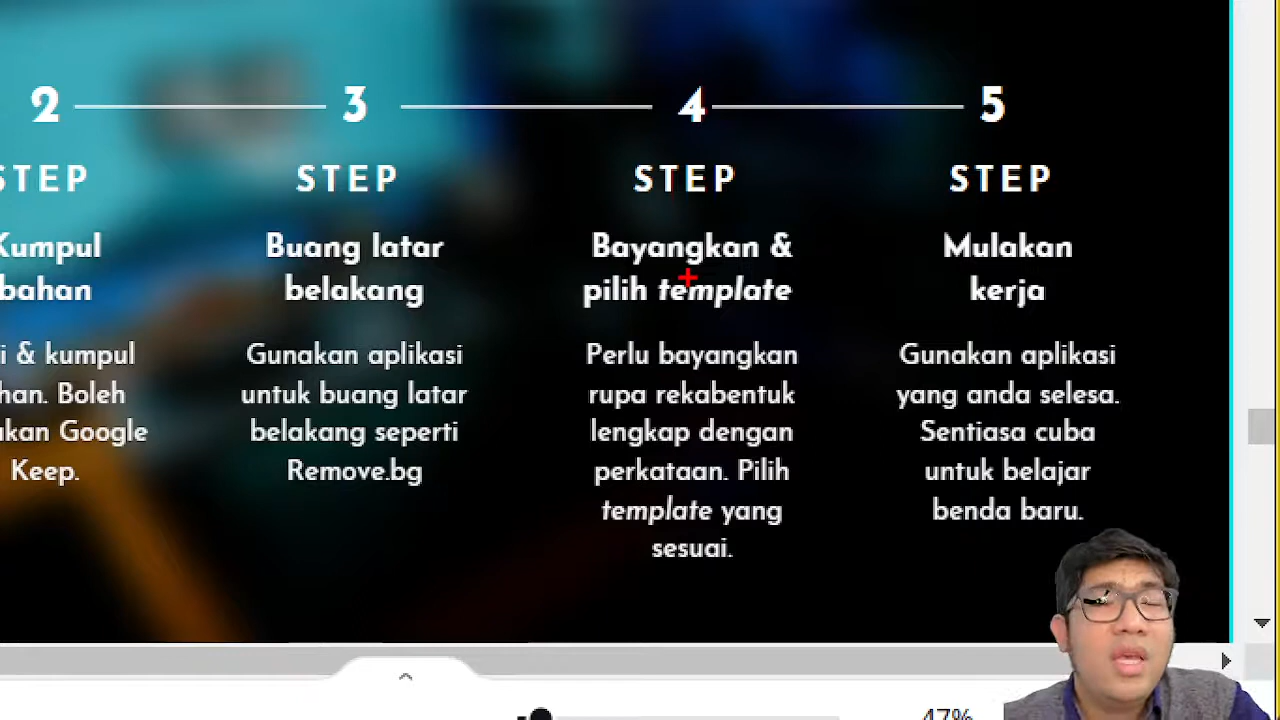 2 3 4 5
STEP STEP STEP STEP
Kumpul
bahan
i & kumpul
han. Boleh
akan Google
Keep.
Buang latar
belakang
Gunakan aplikasi
untuk buang latar
belakang seperti
Remove.bg
Bayangkan &
pilih template
Perlu bayangkan
rupa rekabentuk
lengkap dengan
perkataan. Pilih
template yang
sesuai.
Mulakan
kerja
Gunakan aplikasi
yang anda selesa.
Sentiasa cuba
untuk belajar
benda baru.
47%